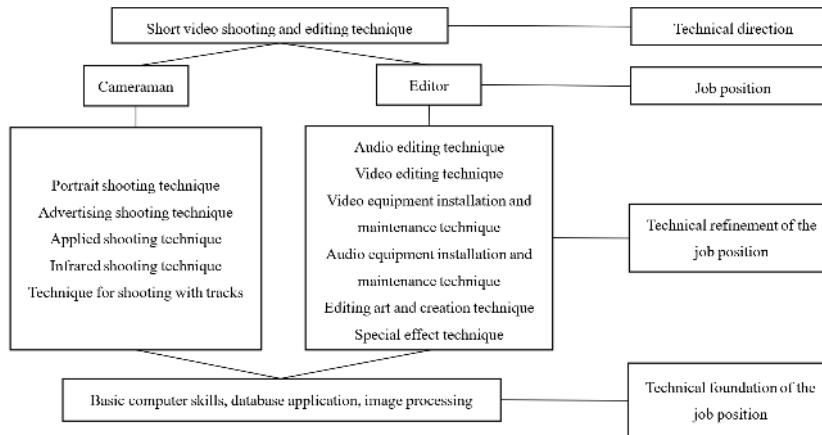 Short video shooting and editing technique
Technical direction
Cameraman
Editor
Job position
Portrait shooting technique
Advertising shooting technique
Applied shooting technique
Infrared shooting technique
Technique for shooting with tracks
Audio editing technique
Video editing technique
Video equipment installation and
maintenance technique
Audio equipment installation and
maintenance technique
Editing art and creation technique
Special effect technique
Technical refinement of the
job position
Basic computer skills, database application, image processing
Technical foundation of the
job position